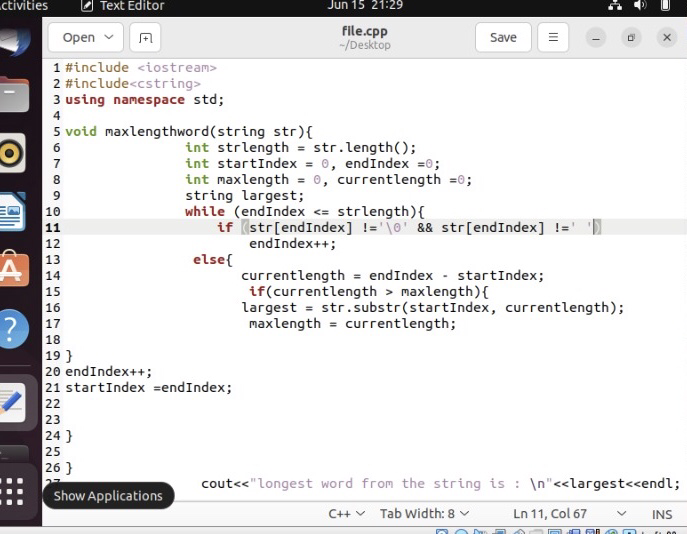 ctivities Text Editor Jun 15 21:29
Open file.cpp Save
~/Desktop
1 #include <iostream>
2 #include<cstring>
3 using namespace std;
4
5 void maxlengthword(string str){
6 int strlength = str.length();
7 int startIndex = 0, endIndex =0;
8 int maxlength = 0, currentlength =0;
9 string largest;
10 while (endIndex <= strlength){
11 if (str[endIndex] !='\0' && str[endIndex] !=' ')
12 endIndex++;
13 else{
14 currentlength = endIndex - startIndex;
15 if(currentlength > maxlength){
16 largest = str.substr(startIndex, currentlength);
17 maxlength = currentlength;
18
19 }
20 endIndex++;
21 startIndex =endIndex;
22
23
24 }
25
26 }
27 cout<<"longest word from the string is : \n"<<largest<<endl;
Show Applications
C++ Tab Width: 8 Ln 11, Col 67 INS